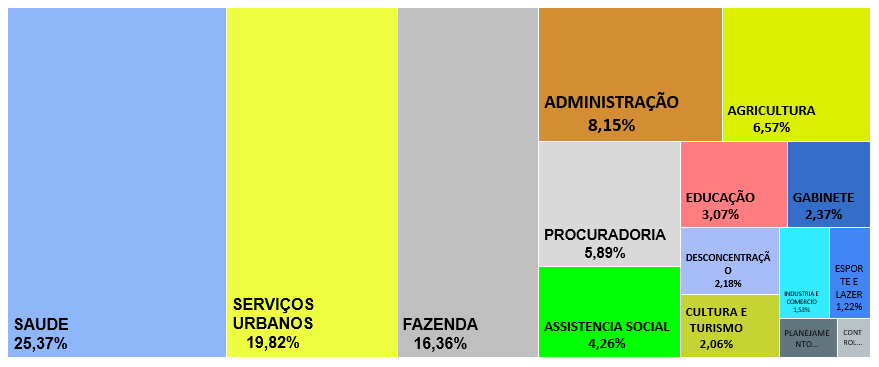 SAUDE
25,37%
SERVIÇOS
URBANOS
19,82%
FAZENDA
16,36%
ADMINISTRAÇÃO
8,15%
AGRICULTURA
6,57%
PROCURADORIA
5,89%
ASSISTENCIA SOCIAL
4,26%
EDUCAÇÃO
3,07%
GABINETE
2,37%
DESCONCENTRAÇÃ
O
2,18%
CULTURA E
TURISMO
2,06%
INDUSTRIA E
COMERCIO
1,53%
ESPOR
TE E
LAZER
1,22%
PLANEJAME
NTO...
CONT
ROL...